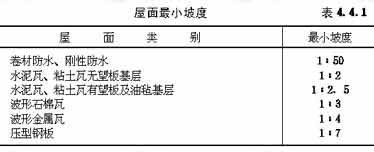 屋面最小坡度 表 4.4.1
屋 面 类 别 最小坡度
卷材防水、刚性防水 1：50
水泥瓦、粘土瓦无望板基层 1：2
水泥瓦、粘土瓦有望板及油毡基层 1：2.5
波形石棉瓦 1：3
波形金属瓦 1：4
压型钢板 1：7